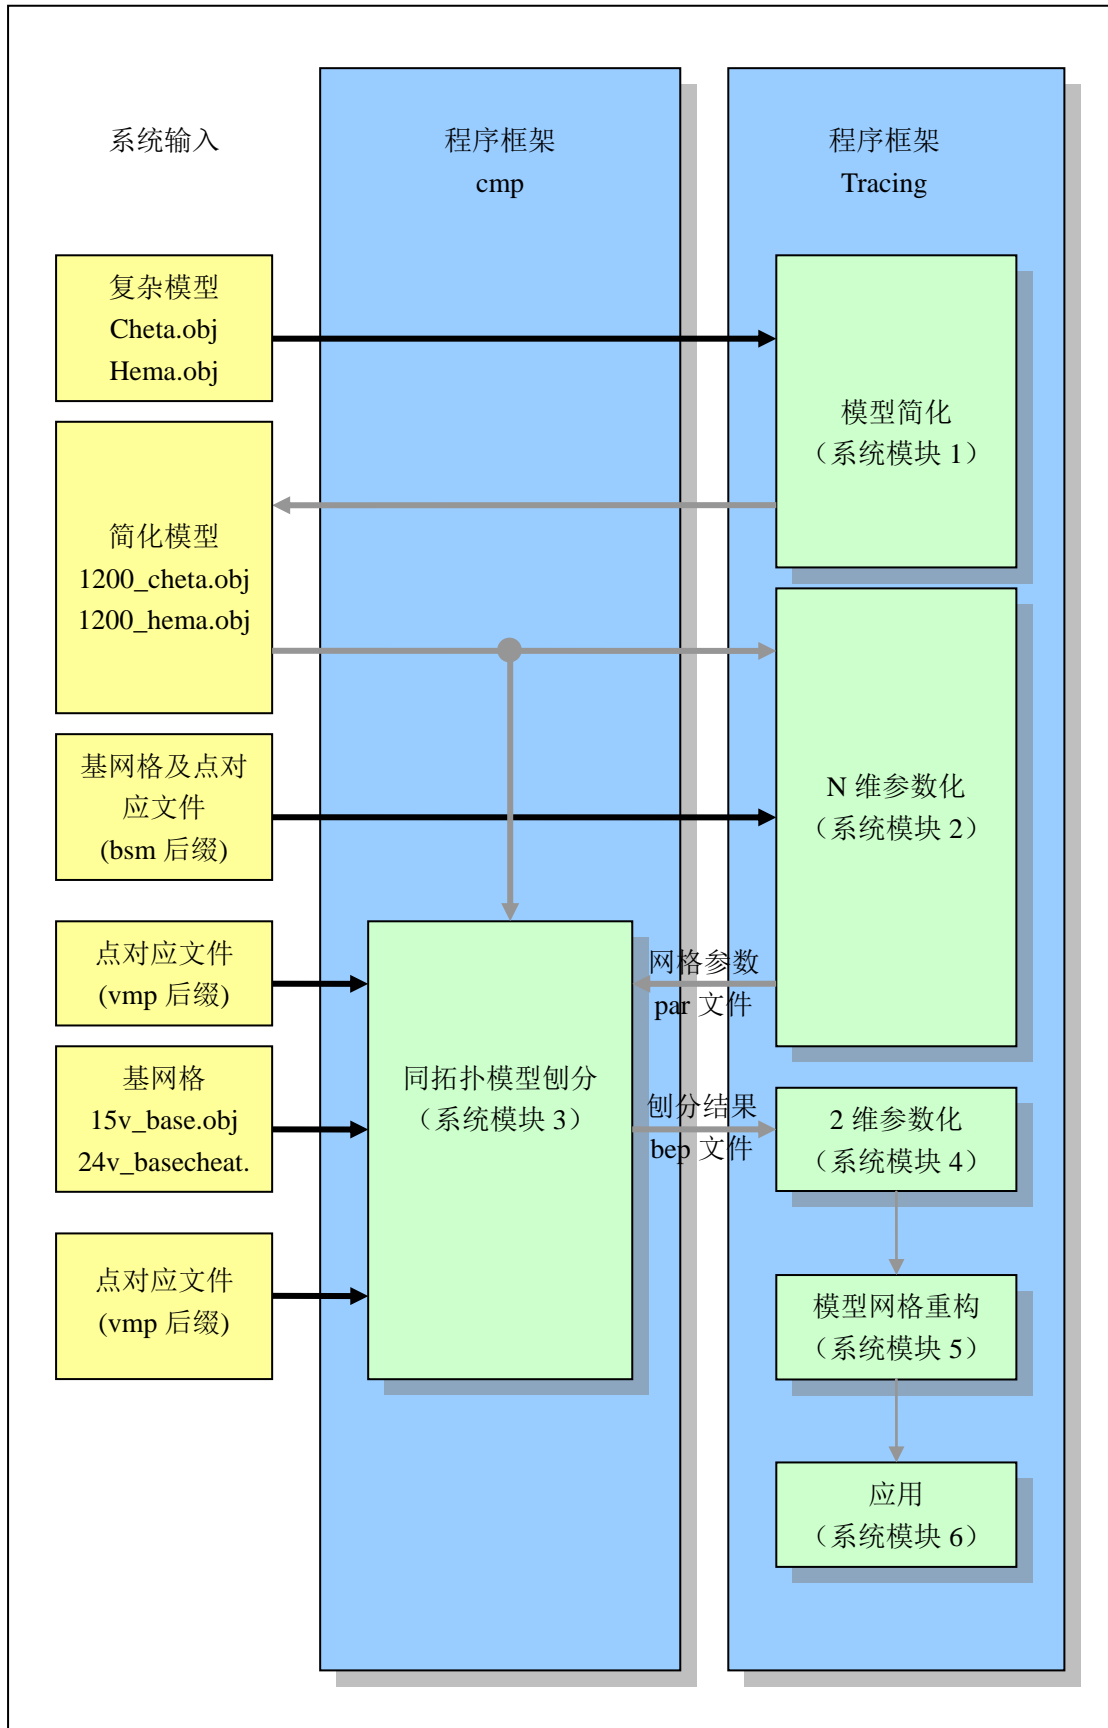 系统输入
程序框架
cmp
程序框架
Tracing
复杂模型
Cheta.obj
Hema.obj
模型简化
（系统模块 1）
简化模型
1200_cheta.obj
1200_hema.obj
基网格及点对
应文件
(bsm 后缀)
N 维参数化
（系统模块 2）
点对应文件
(vmp 后缀)
网格参数
par 文件
基网格
15v_base.obj
24v_basecheat.
同拓扑模型刨分
（系统模块 3）
刨分结果
bep 文件
2 维参数化
（系统模块 4）
点对应文件
(vmp 后缀)
模型网格重构
（系统模块 5）
应用
（系统模块 6）